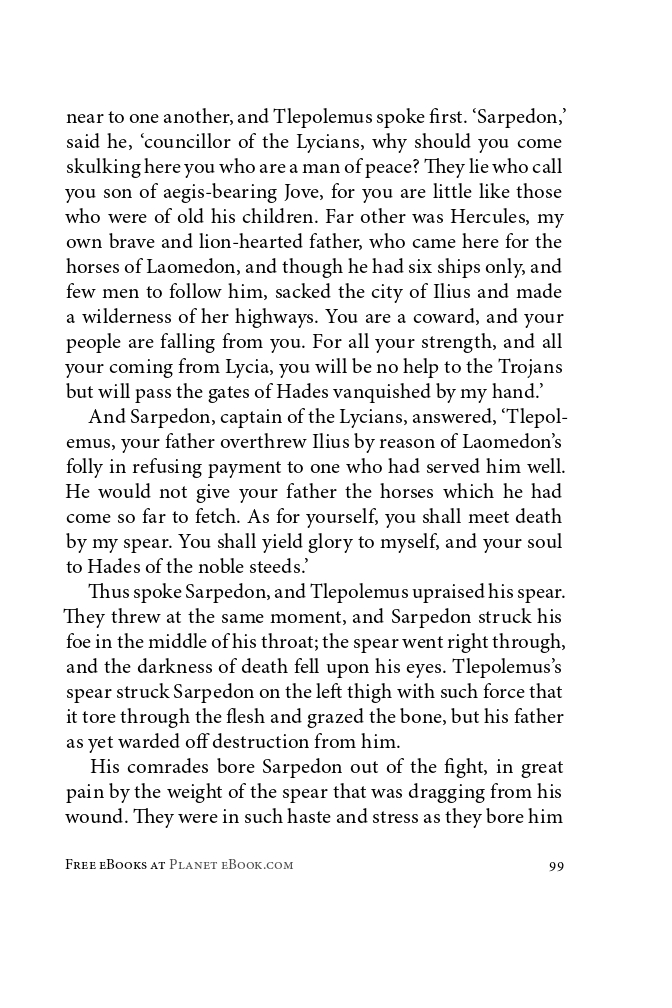 near to one another, and Tlepolemus spoke first. ‘Sarpedon,’
said he, ‘councillor of the Lycians, why should you come
skulking here you who are a man of peace? They lie who call
you son of aegis-bearing Jove, for you are little like those
who were of old his children. Far other was Hercules, my
own brave and lion-hearted father, who came here for the
horses of Laomedon, and though he had six ships only, and
few men to follow him, sacked the city of Ilius and made
a wilderness of her highways. You are a coward, and your
people are falling from you. For all your strength, and all
your coming from Lycia, you will be no help to the Trojans
but will pass the gates of Hades vanquished by my hand.’
And Sarpedon, captain of the Lycians, answered, ‘Tlepol-
emus, your father overthrew Ilius by reason of Laomedon’s
folly in refusing payment to one who had served him well.
He would not give your father the horses which he had
come so far to fetch. As for yourself, you shall meet death
by my spear. You shall yield glory to myself, and your soul
to Hades of the noble steeds.’
Thus spoke Sarpedon, and Tlepolemus upraised his spear.
They threw at the same moment, and Sarpedon struck his
foe in the middle of his throat; the spear went right through,
and the darkness of death fell upon his eyes. Tlepolemus’s
spear struck Sarpedon on the left thigh with such force that
it tore through the flesh and grazed the bone, but his father
as yet warded off destruction from him.
His comrades bore Sarpedon out of the fight, in great
pain by the weight of the spear that was dragging from his
wound. They were in such haste and stress as they bore him
Free eBooks at Planet eBook.com 99